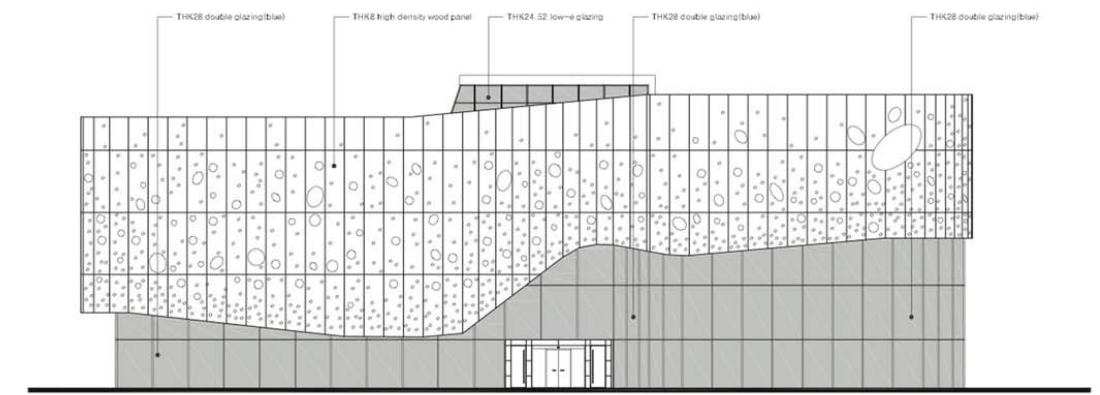 THK28 double glazing(blue)
THK8 high density wood panel
THK24.52 low-e glazing
THK28 double glazing(blue)
THK28 double glazing(blue)